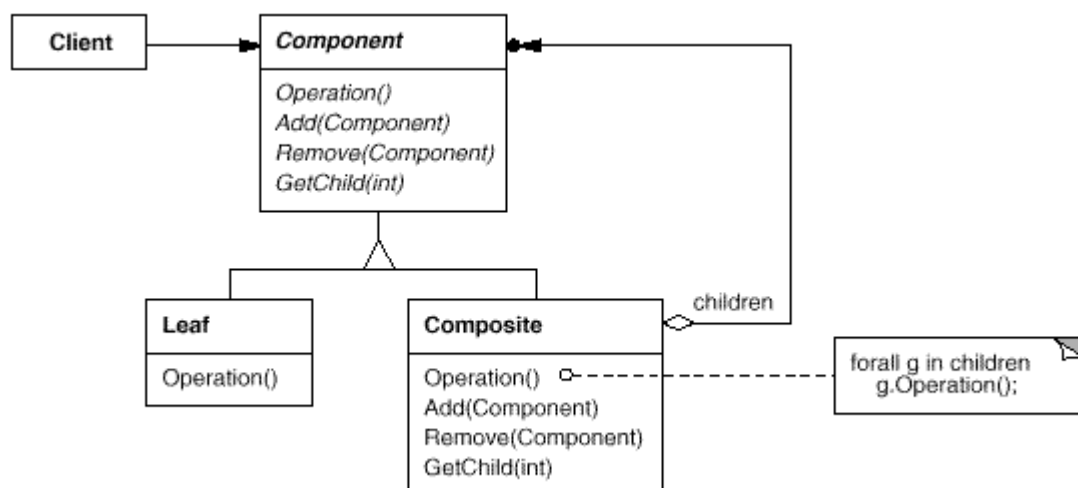 Client
Component
Operation()
Add(Component)
Remove(Component)
GetChild(int)
children
Leaf
Operation()
Composite
Operation()
Add(Component)
Remove(Component)
GetChild(int)
forall g in children
g.Operation();